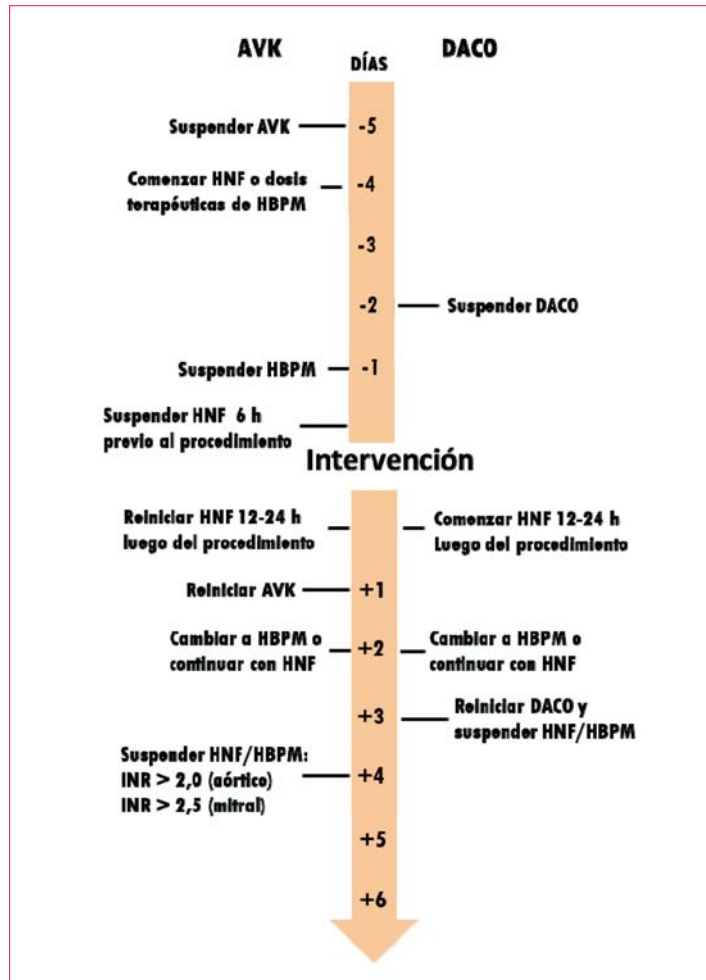 AVK
DACO
DÍAS
Suspender AVK
-5
Comenzar HNF o dosis
terapéuticas de HBPM
-4
-3
-2
Suspender DACO
Suspender HBPM
-1
Suspender HNF 6 h
previo al procedimiento
Intervención
Reiniciar HNF 12-24 h
luego del procedimiento
Comenzar HNF 12-24 h
Luego del procedimiento
Reiniciar AVK
+1
Cambiar a HBPM o
continuar con HNF
+2
Cambiar a HBPM o
continuar con HNF
+3
Reiniciar DACO y
suspender HNF/HBPM
Suspender HNF/HBPM:
INR > 2,0 (aórtico)
INR > 2,5 (mitral)
+4
+5
+6